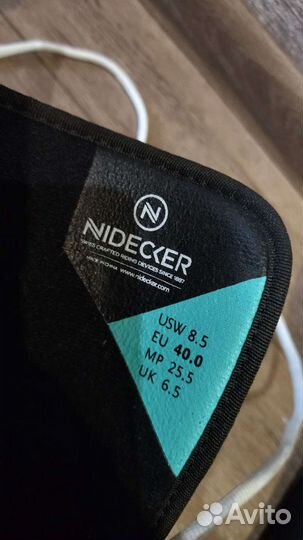 N
NIDECKER
SWISS CRAFTED RIDING DEVICES SINCE 1887
MADE IN CHINA www.nidecker.com
USW 8.5
EU 40.0
MP 25.5
UK 6.5
Avito